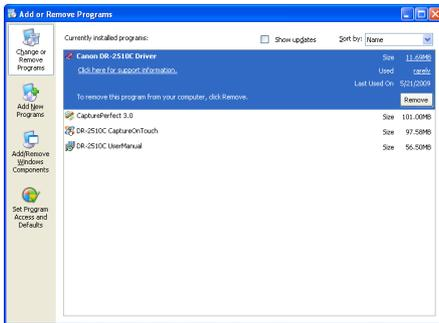 Add or Remove Programs
Change or
Remove
Programs
Add New
Programs
Add/Remove
Windows
Components
Set Program
Access and
Defaults
Currently installed programs:
Show updates
Sort by: Name
Canon DR-2510C Driver
Size 11.69MB
Click here for support information.
Used rarely
Last Used On 5/21/2009
To remove this program from your computer, click Remove.
Remove
CapturePerfect 3.0
Size 101.00MB
DR-2510C CaptureOnTouch
Size 97.58MB
DR-2510C UserManual
Size 56.50MB